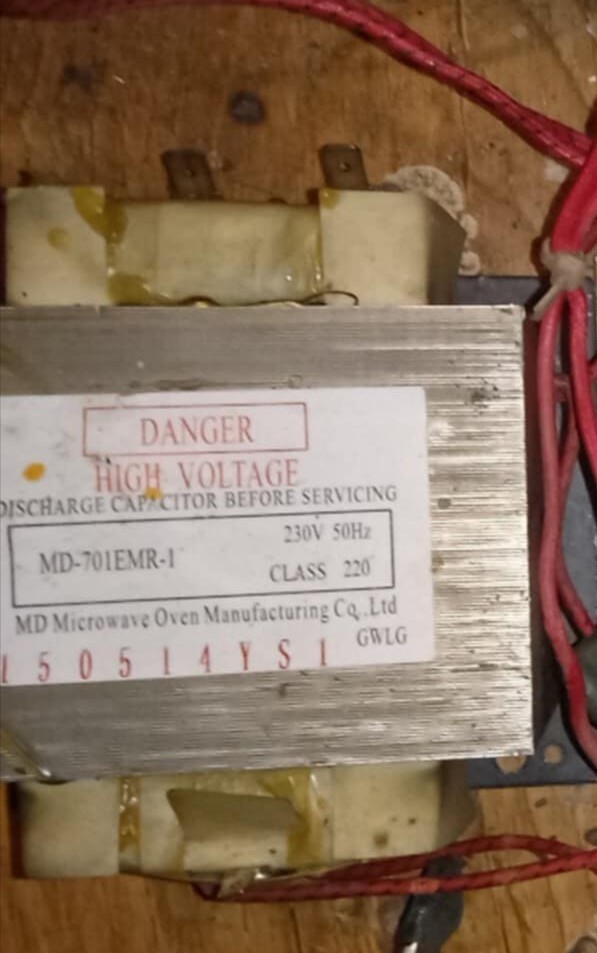 DANGER
HIGH VOLTAGE
DISCHARGE CAPACITOR BEFORE SERVICING
230V 50Hz
MD-701EMR-1
CLASS 220
MD Microwave Oven Manufacturing Co.,Ltd
GWLG
150514YS1